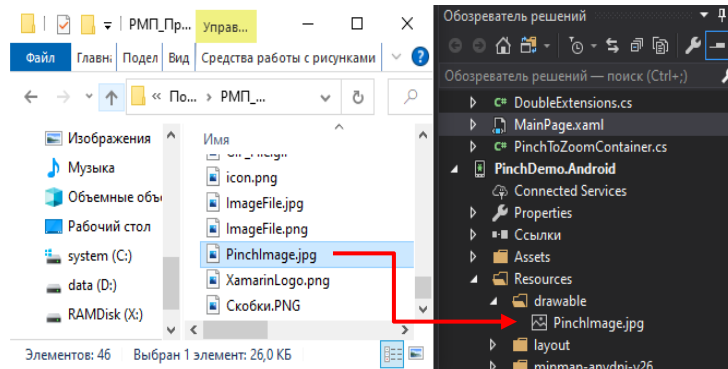 РМП_Пр...
Управ...
Файл
Главн
Подел
Вид
Средства работы с рисунками
« По... › РМП_...
Изображения
Музыка
Объемные объ
Рабочий стол
system (C:)
data (D:)
RAMDisk (X:)
Имя
icon.png
ImageFile.jpg
ImageFile.png
PinchImage.jpg
XamarinLogo.png
Скобки.PNG
Элементов: 46
Выбран 1 элемент: 26,0 КБ
Обозреватель решений
Обозреватель решений — поиск (Ctrl+;)
C# DoubleExtensions.cs
MainPage.xaml
C# PinchToZoomContainer.cs
PinchDemo.Android
Connected Services
Properties
Ссылки
Assets
Resources
drawable
PinchImage.jpg
layout
mipmap-anydpi-v26